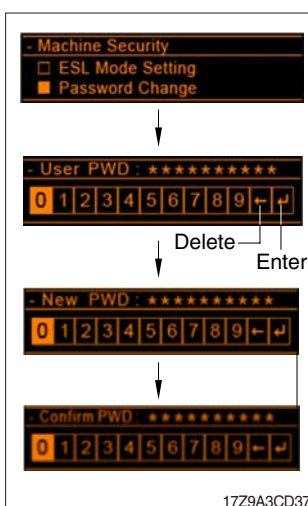 - Machine Security
□ ESL Mode Setting
■ Password Change
- User PWD : **********
0 1 2 3 4 5 6 7 8 9 ← ↵
Delete
Enter
- New PWD : **********
0 1 2 3 4 5 6 7 8 9 ← ↵
- Confirm PWD : **********
0 1 2 3 4 5 6 7 8 9 ← ↵
17Z9A3CD37